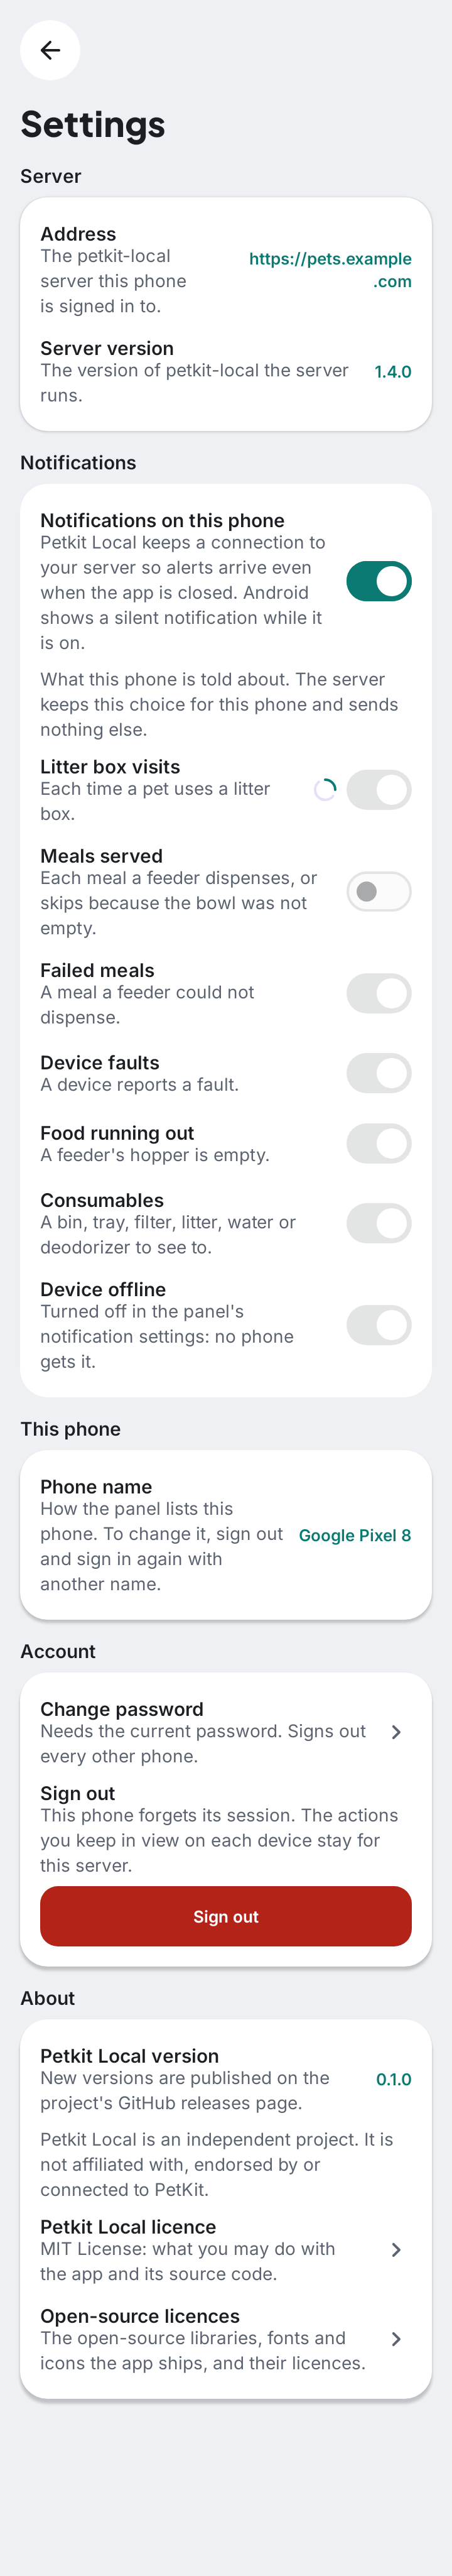 Settings
Server
Address
The petkit-local
server this phone
is signed in to.
https://pets.example
.com
Server version
The version of petkit-local the server
runs.
1.4.0
Notifications
Notifications on this phone
Petkit Local keeps a connection to
your server so alerts arrive even
when the app is closed. Android
shows a silent notification while it
is on.
What this phone is told about. The server
keeps this choice for this phone and sends
nothing else.
Litter box visits
Each time a pet uses a litter
box.
Meals served
Each meal a feeder dispenses, or
skips because the bowl was not
empty.
Failed meals
A meal a feeder could not
dispense.
Device faults
A device reports a fault.
Food running out
A feeder's hopper is empty.
Consumables
A bin, tray, filter, litter, water or
deodorizer to see to.
Device offline
Turned off in the panel's
notification settings: no phone
gets it.
This phone
Phone name
How the panel lists this
phone. To change it, sign out
and sign in again with
another name.
Google Pixel 8
Account
Change password
Needs the current password. Signs out
every other phone.
Sign out
This phone forgets its session. The actions
you keep in view on each device stay for
this server.
Sign out
About
Petkit Local version
New versions are published on the
project's GitHub releases page.
0.1.0
Petkit Local is an independent project. It is
not affiliated with, endorsed by or
connected to PetKit.
Petkit Local licence
MIT License: what you may do with
the app and its source code.
Open-source licences
The open-source libraries, fonts and
icons the app ships, and their licences.